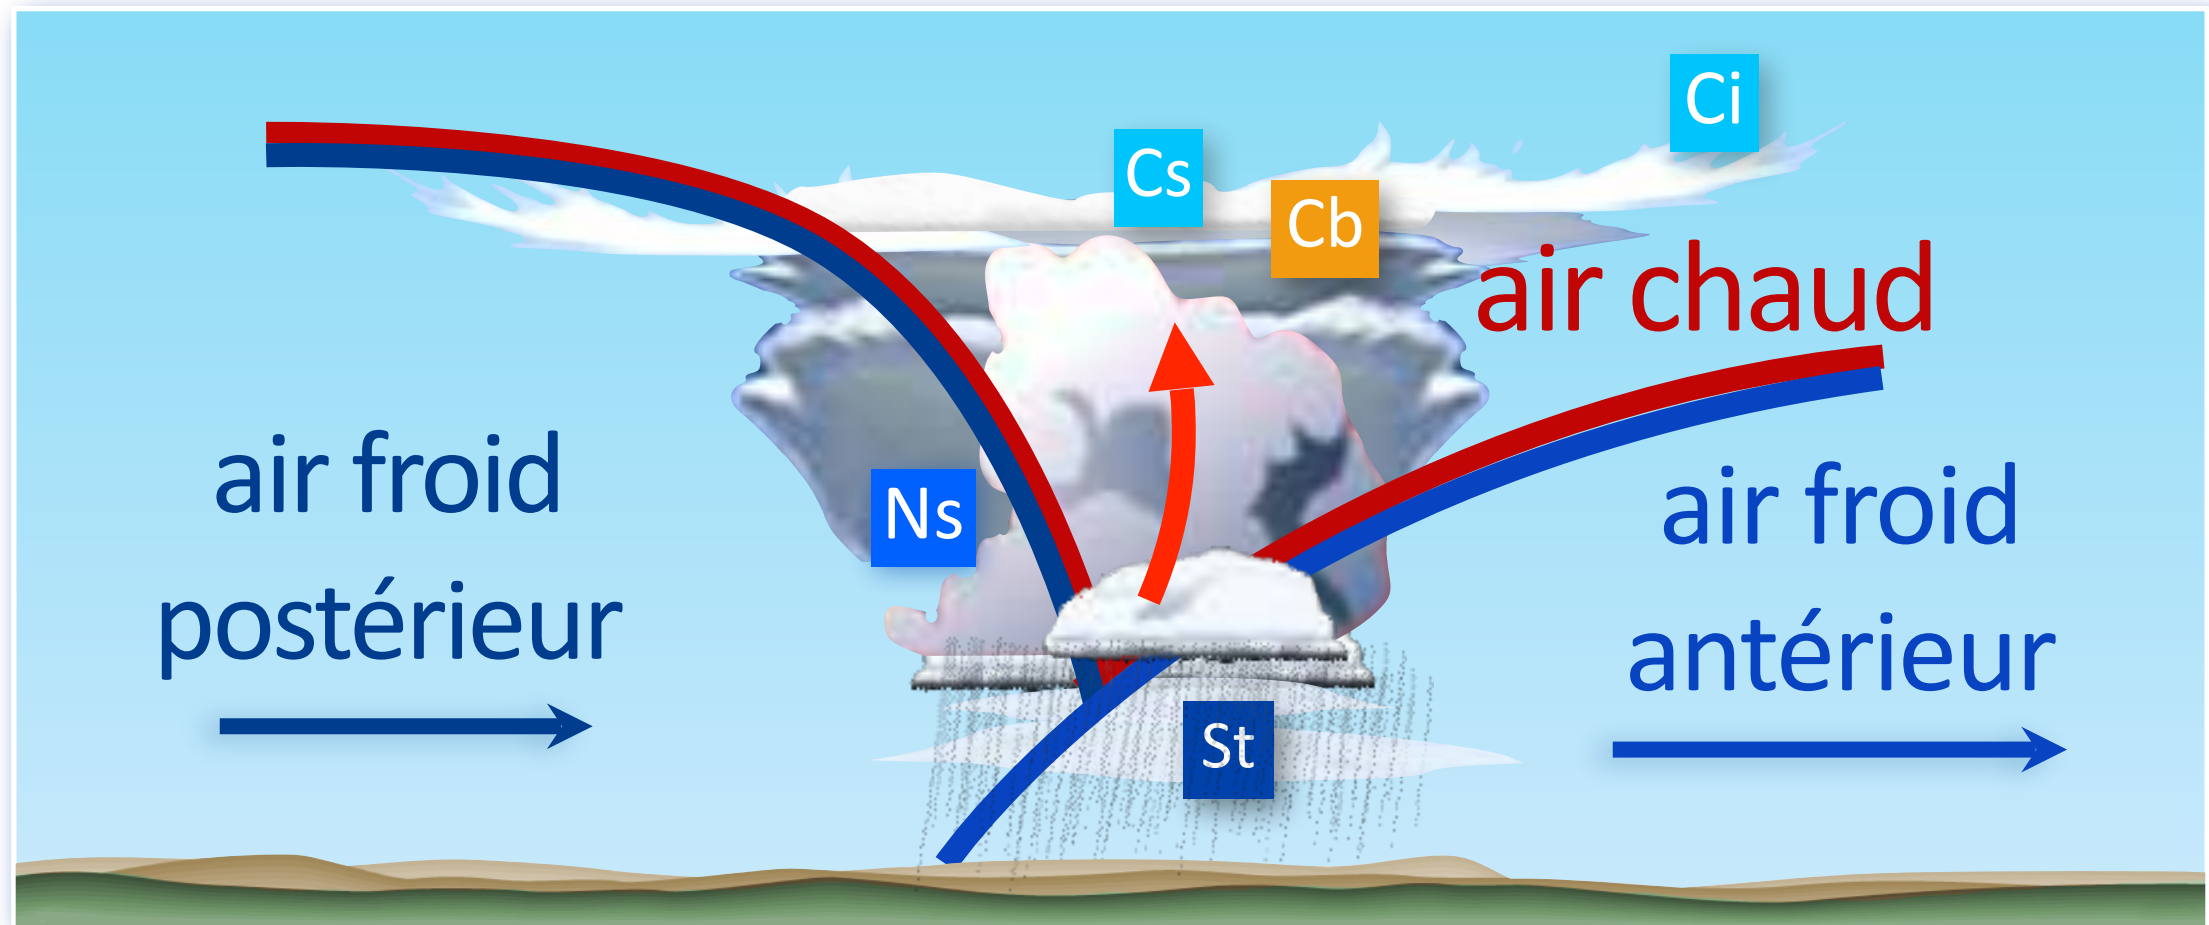 Ci
Cs
Cb
air chaud
air froid
postérieur
Ns
air froid
antérieur
St